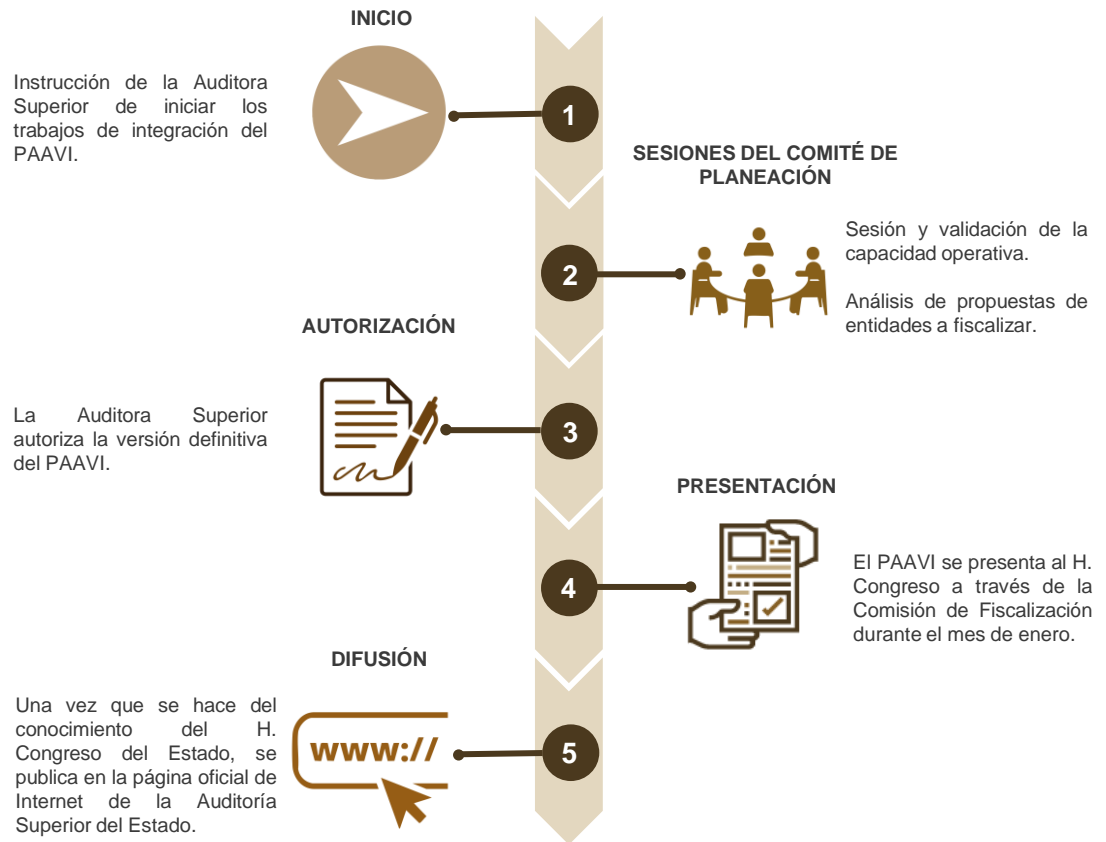 INICIO
Instrucción de la Auditora
Superior de iniciar los
trabajos de integración del
PAAVI.
1
SESIONES DEL COMITÉ DE
PLANEACIÓN
2
Sesión y validación de la
capacidad operativa.
Análisis de propuestas de
entidades a fiscalizar.
AUTORIZACIÓN
La Auditora Superior
autoriza la versión definitiva
del PAAVI.
3
PRESENTACIÓN
4
El PAAVI se presenta al H.
Congreso a través de la
Comisión de Fiscalización
durante el mes de enero.
DIFUSIÓN
Una vez que se hace del
conocimiento del H.
Congreso del Estado, se
publica en la página oficial de
Internet de la Auditoría
Superior del Estado.
www://
5